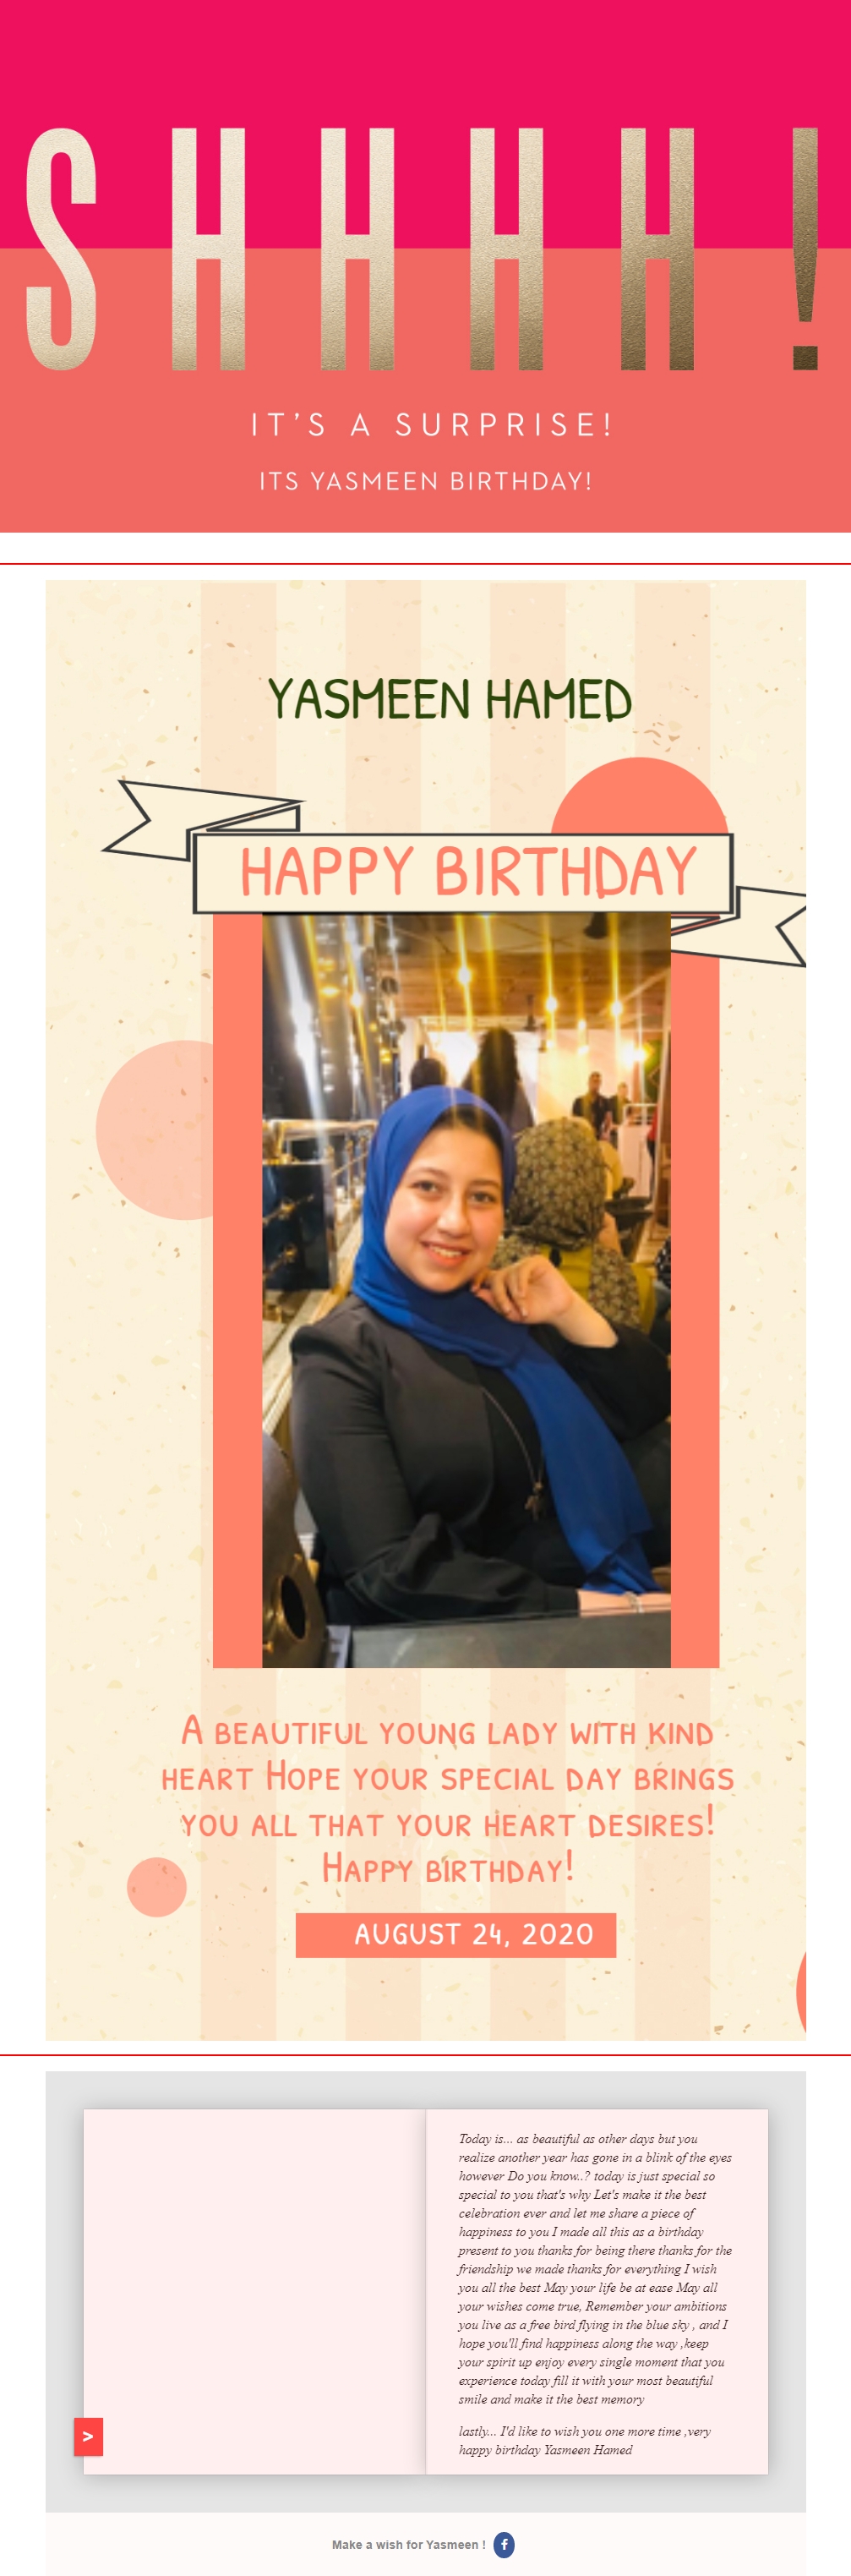 SHHHH!
IT'S A SURPRISE!
ITS YASMEEN BIRTHDAY!
YASMEEN HAMED
HAPPY BIRTHDAY
A BEAUTIFUL YOUNG LADY WITH KIND
HEART HOPE YOUR SPECIAL DAY BRINGS
YOU ALL THAT YOUR HEART DESIRES!
HAPPY BIRTHDAY!
AUGUST 24, 2020
Today is... as beautiful as other days but you
realize another year has gone in a blink of the eyes
however Do you know..? today is just special so
special to you that's why Let's make it the best
celebration ever and let me share a piece of
happiness to you I made all this as a birthday
present to you thanks for being there thanks for the
friendship we made thanks for everything I wish
you all the best May your life be at ease May all
your wishes come true, Remember your ambitions
you live as a free bird flying in the blue sky , and I
hope you'll find happiness along the way ,keep
your spirit up enjoy every single moment that you
experience today fill it with your most beautiful
smile and make it the best memory
lastly... I'd like to wish you one more time ,very
happy birthday Yasmeen Hamed
>
Make a wish for Yasmeen ! f